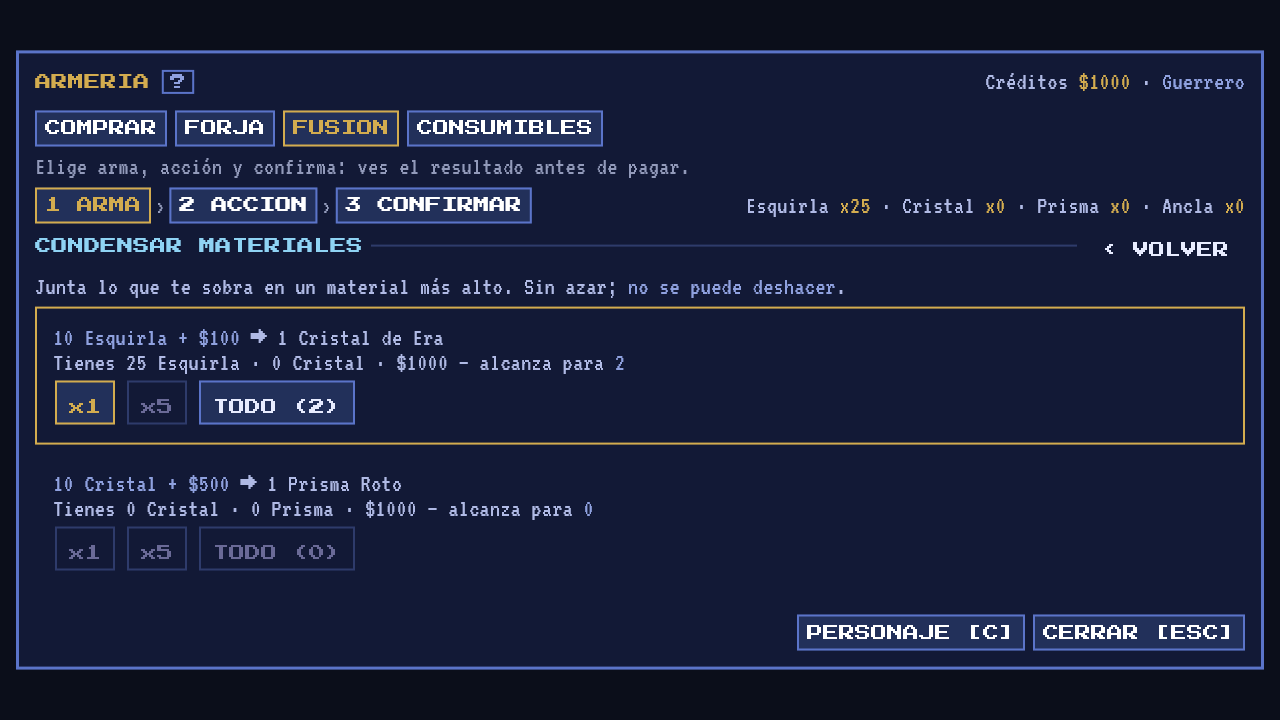 ARMERIA ? Créditos $1000 · Guerrero
COMPRAR FORJA FUSION CONSUMIBLES
Elige arma, acción y confirma: ves el resultado antes de pagar.
1 ARMA › 2 ACCION › 3 CONFIRMAR Esquirla x25 · Cristal x0 · Prisma x0 · Ancla x0
CONDENSAR MATERIALES ‹ VOLVER
Junta lo que te sobra en un material más alto. Sin azar; no se puede deshacer.
10 Esquirla + $100 → 1 Cristal de Era
Tienes 25 Esquirla · 0 Cristal · $1000 — alcanza para 2
x1 x5 TODO (2)
10 Cristal + $500 → 1 Prisma Roto
Tienes 0 Cristal · 0 Prisma · $1000 — alcanza para 0
x1 x5 TODO (0)
PERSONAJE [C] CERRAR [ESC]